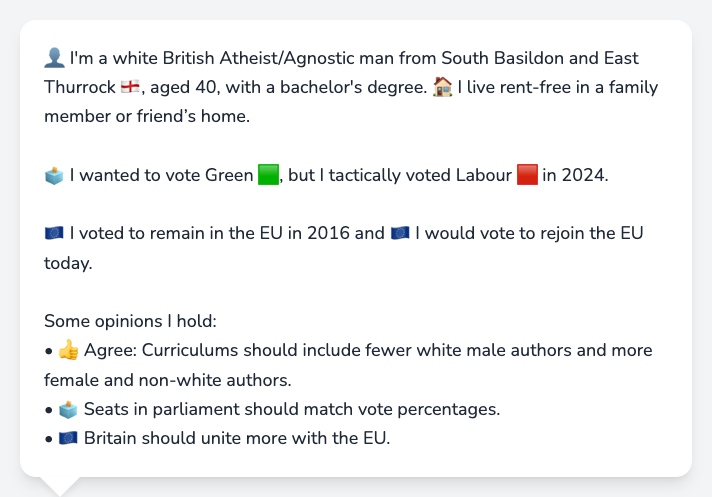 👤 I'm a white British Atheist/Agnostic man from South Basildon and East
Thurrock 🏴󠁧󠁢󠁥󠁮󠁧󠁿, aged 40, with a bachelor's degree. 🏠 I live rent-free in a family
member or friend’s home.
🗳️ I wanted to vote Green 🟩, but I tactically voted Labour 🟥 in 2024.
🇪🇺 I voted to remain in the EU in 2016 and 🇪🇺 I would vote to rejoin the EU
today.
Some opinions I hold:
• 👍 Agree: Curriculums should include fewer white male authors and more
female and non-white authors.
• 🗳️ Seats in parliament should match vote percentages.
• 🇪🇺 Britain should unite more with the EU.